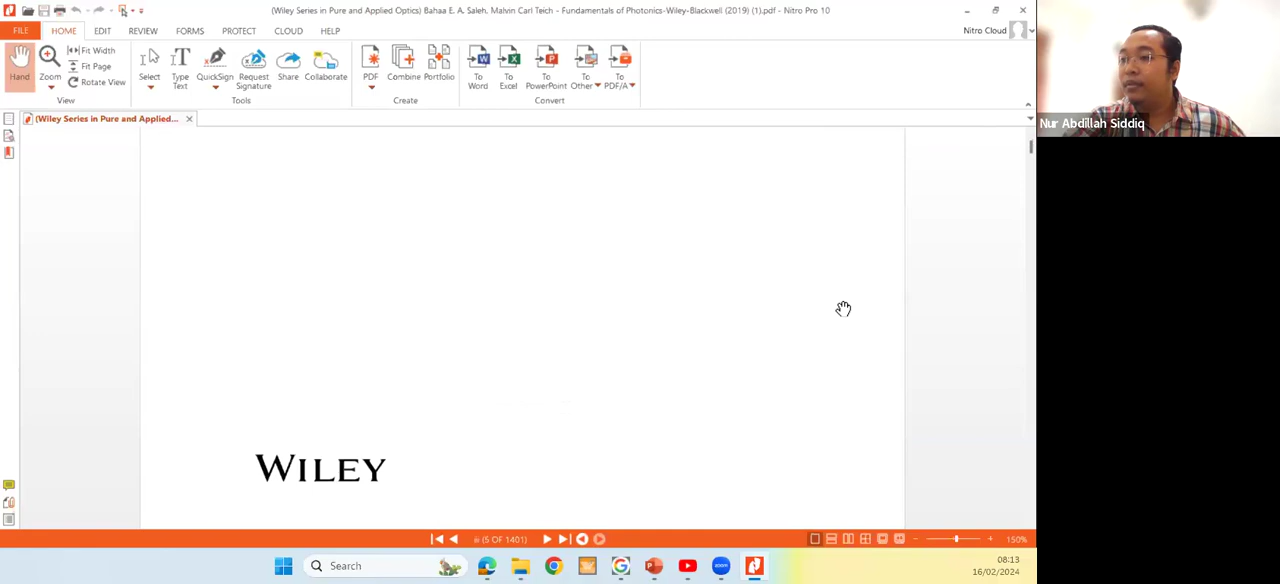 (Wiley Series in Pure and Applied Optics) Bahaa E. A. Saleh, Malvin Carl Teich - Fundamentals of Photonics-Wiley-Blackwell (2019) (1).pdf - Nitro Pro 10
FILE HOME EDIT REVIEW FORMS PROTECT CLOUD HELP
Nitro Cloud
Hand
Zoom
Fit Width
Fit Page
Rotate View
View
Select
Type Text
QuickSign
Request Signature
Share
Collaborate
Tools
PDF
Combine
Portfolio
Create
To Word
To Excel
To PowerPoint
To Other
To PDF/A
Convert
(Wiley Series in Pure and Applied...
Nur Abdillah Siddiq
WILEY
iii (5 OF 1401)
150%
Search
zoom
08:13
16/02/2024